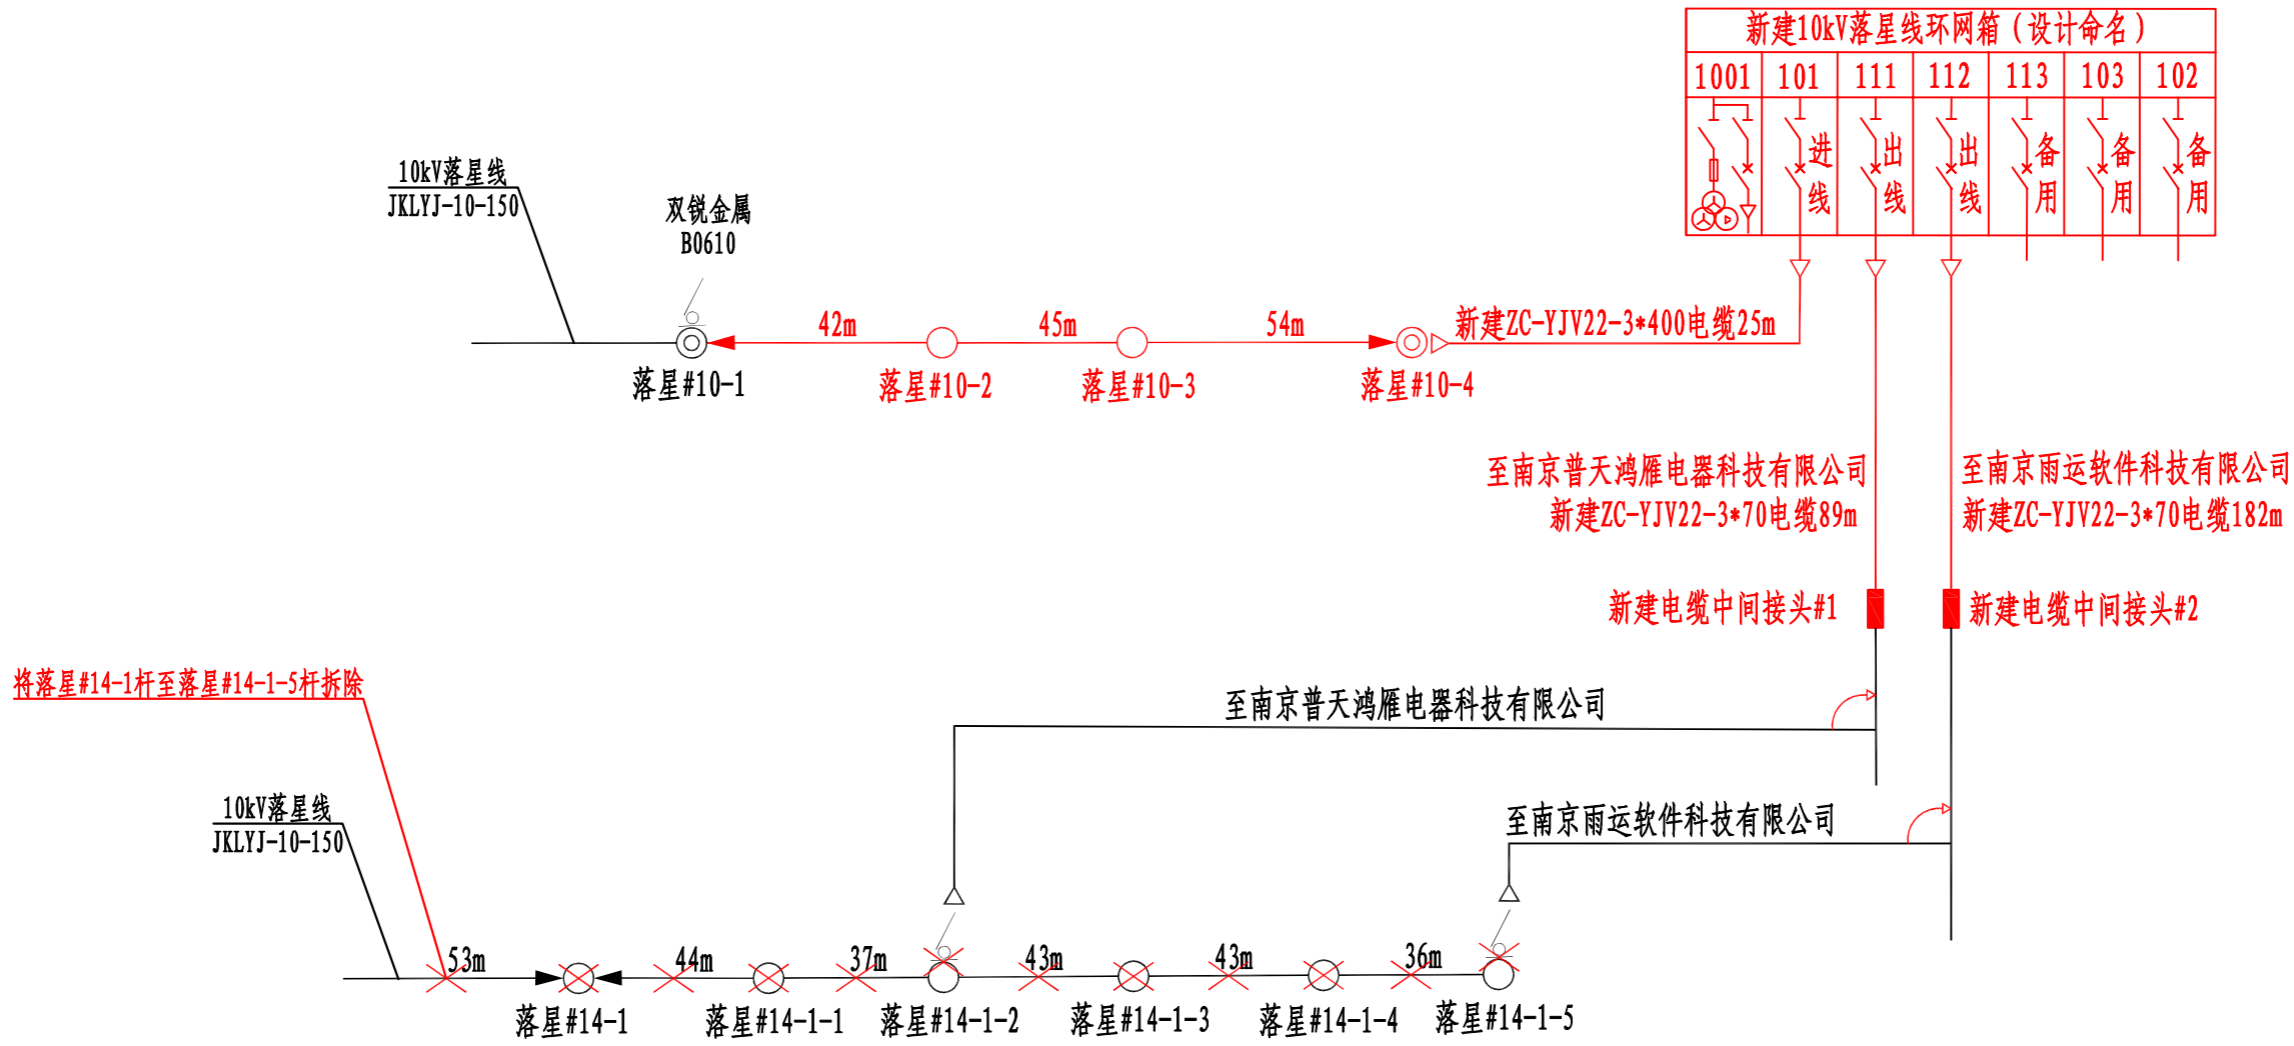 新建10kV落星线环网箱（设计命名）
1001 101 111 112 113 103 102
进线
出线
出线
备用
备用
备用
10kV落星线
JKLYJ-10-150
双锐金属
B0610
42m
45m
54m
新建ZC-YJV22-3*400电缆25m
落星#10-1
落星#10-2
落星#10-3
落星#10-4
至南京普天鸿雁电器科技有限公司
新建ZC-YJV22-3*70电缆89m
至南京雨运软件科技有限公司
新建ZC-YJV22-3*70电缆182m
新建电缆中间接头#1
新建电缆中间接头#2
将落星#14-1杆至落星#14-1-5杆拆除
至南京普天鸿雁电器科技有限公司
10kV落星线
JKLYJ-10-150
至南京雨运软件科技有限公司
53m
44m
37m
43m
43m
36m
落星#14-1
落星#14-1-1
落星#14-1-2
落星#14-1-3
落星#14-1-4
落星#14-1-5